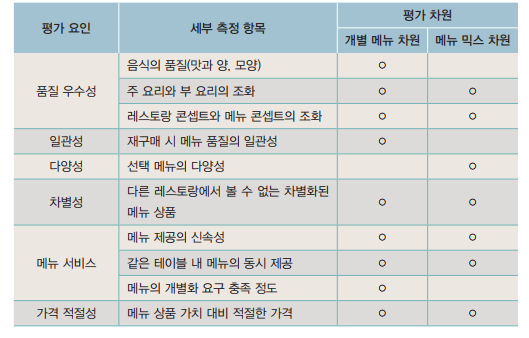 평가 요인 세부 측정 항목 평가 차원
개별 메뉴 차원 메뉴 믹스 차원
품질 우수성 음식의 품질(맛과 양, 모양) ○
주 요리와 부 요리의 조화 ○ ○
레스토랑 콘셉트와 메뉴 콘셉트의 조화 ○ ○
일관성 재구매 시 메뉴 품질의 일관성 ○
다양성 선택 메뉴의 다양성 ○
차별성 다른 레스토랑에서 볼 수 없는 차별화된
메뉴 상품 ○ ○
메뉴 서비스 메뉴 제공의 신속성 ○ ○
같은 테이블 내 메뉴의 동시 제공 ○ ○
메뉴의 개별화 요구 충족 정도 ○
가격 적절성 메뉴 상품 가치 대비 적절한 가격 ○ ○